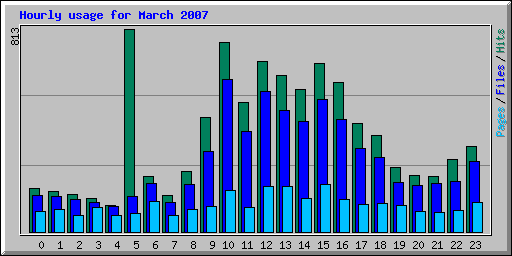 Hourly usage for March 2007
813
Pages / Files / Hits
0 1 2 3 4 5 6 7 8 9 10 11 12 13 14 15 16 17 18 19 20 21 22 23